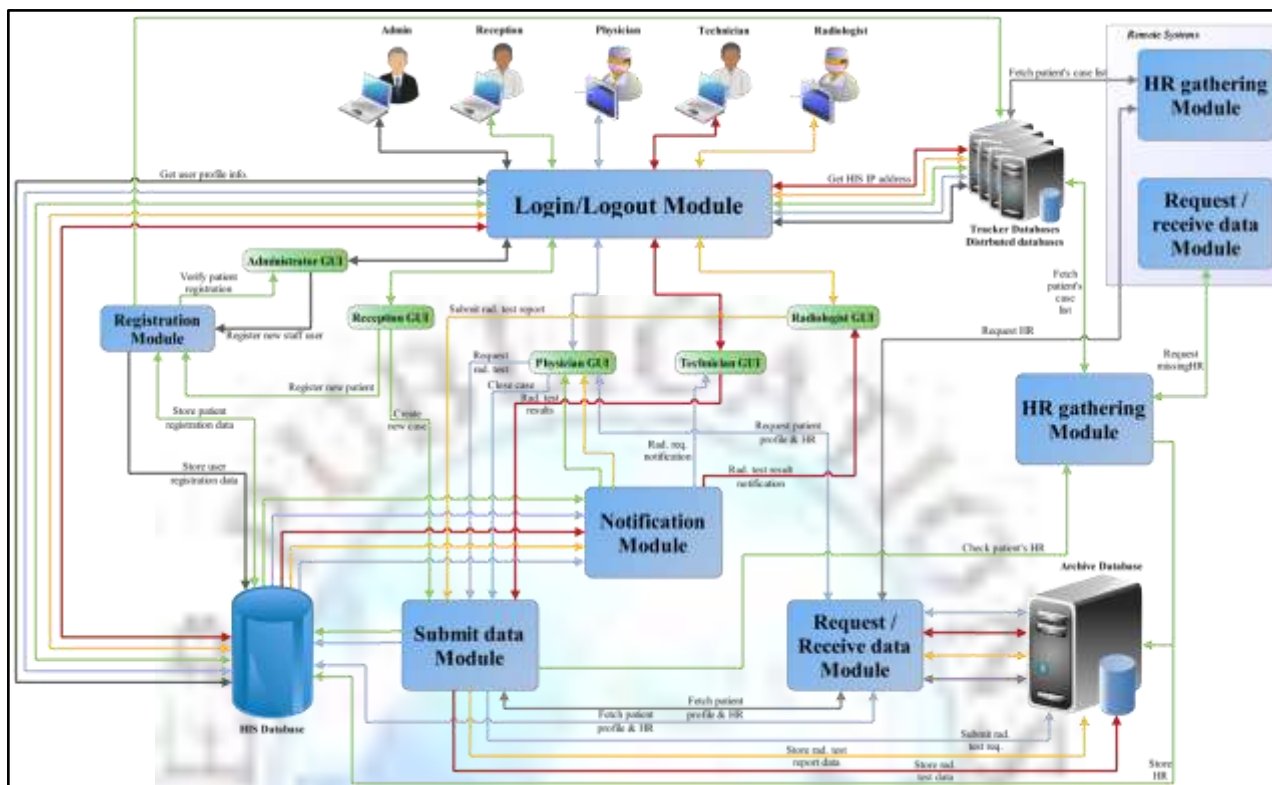 Admin
Reception
Physician
Technician
Radiologist
Remote Systems
Fetch patient's case list
HR gathering
Module
Get user profile info.
Login/Logout Module
Get HIS IP address
Request /
receive data
Module
Tracker Databases
Distrbuted databases
Administrator GUI
Verify patient
registration
Fetch
patient's
case
list
Registration
Module
Register new staff user
Reception GUI
Submit rad. test report
Radiologist GUI
Request HR
Request
missingHR
Request
rad. test
Physician GUI
Technician GUI
Close case
Register new patient
Rad. test
results
HR gathering
Module
Store patient
registration data
Create
new case
Request patient
profile & HR
Rad. req.
notification
Rad. test result
notification
Store user
registration data
Notification
Module
Check patient's HR
Archive Database
Submit data
Module
Request /
Receive data
Module
HIS Database
Fetch patient
profile & HR
Fetch patient
profile & HR
Submit rad.
test req.
Store rad. test
report data
Store rad.
test data
Store
HR